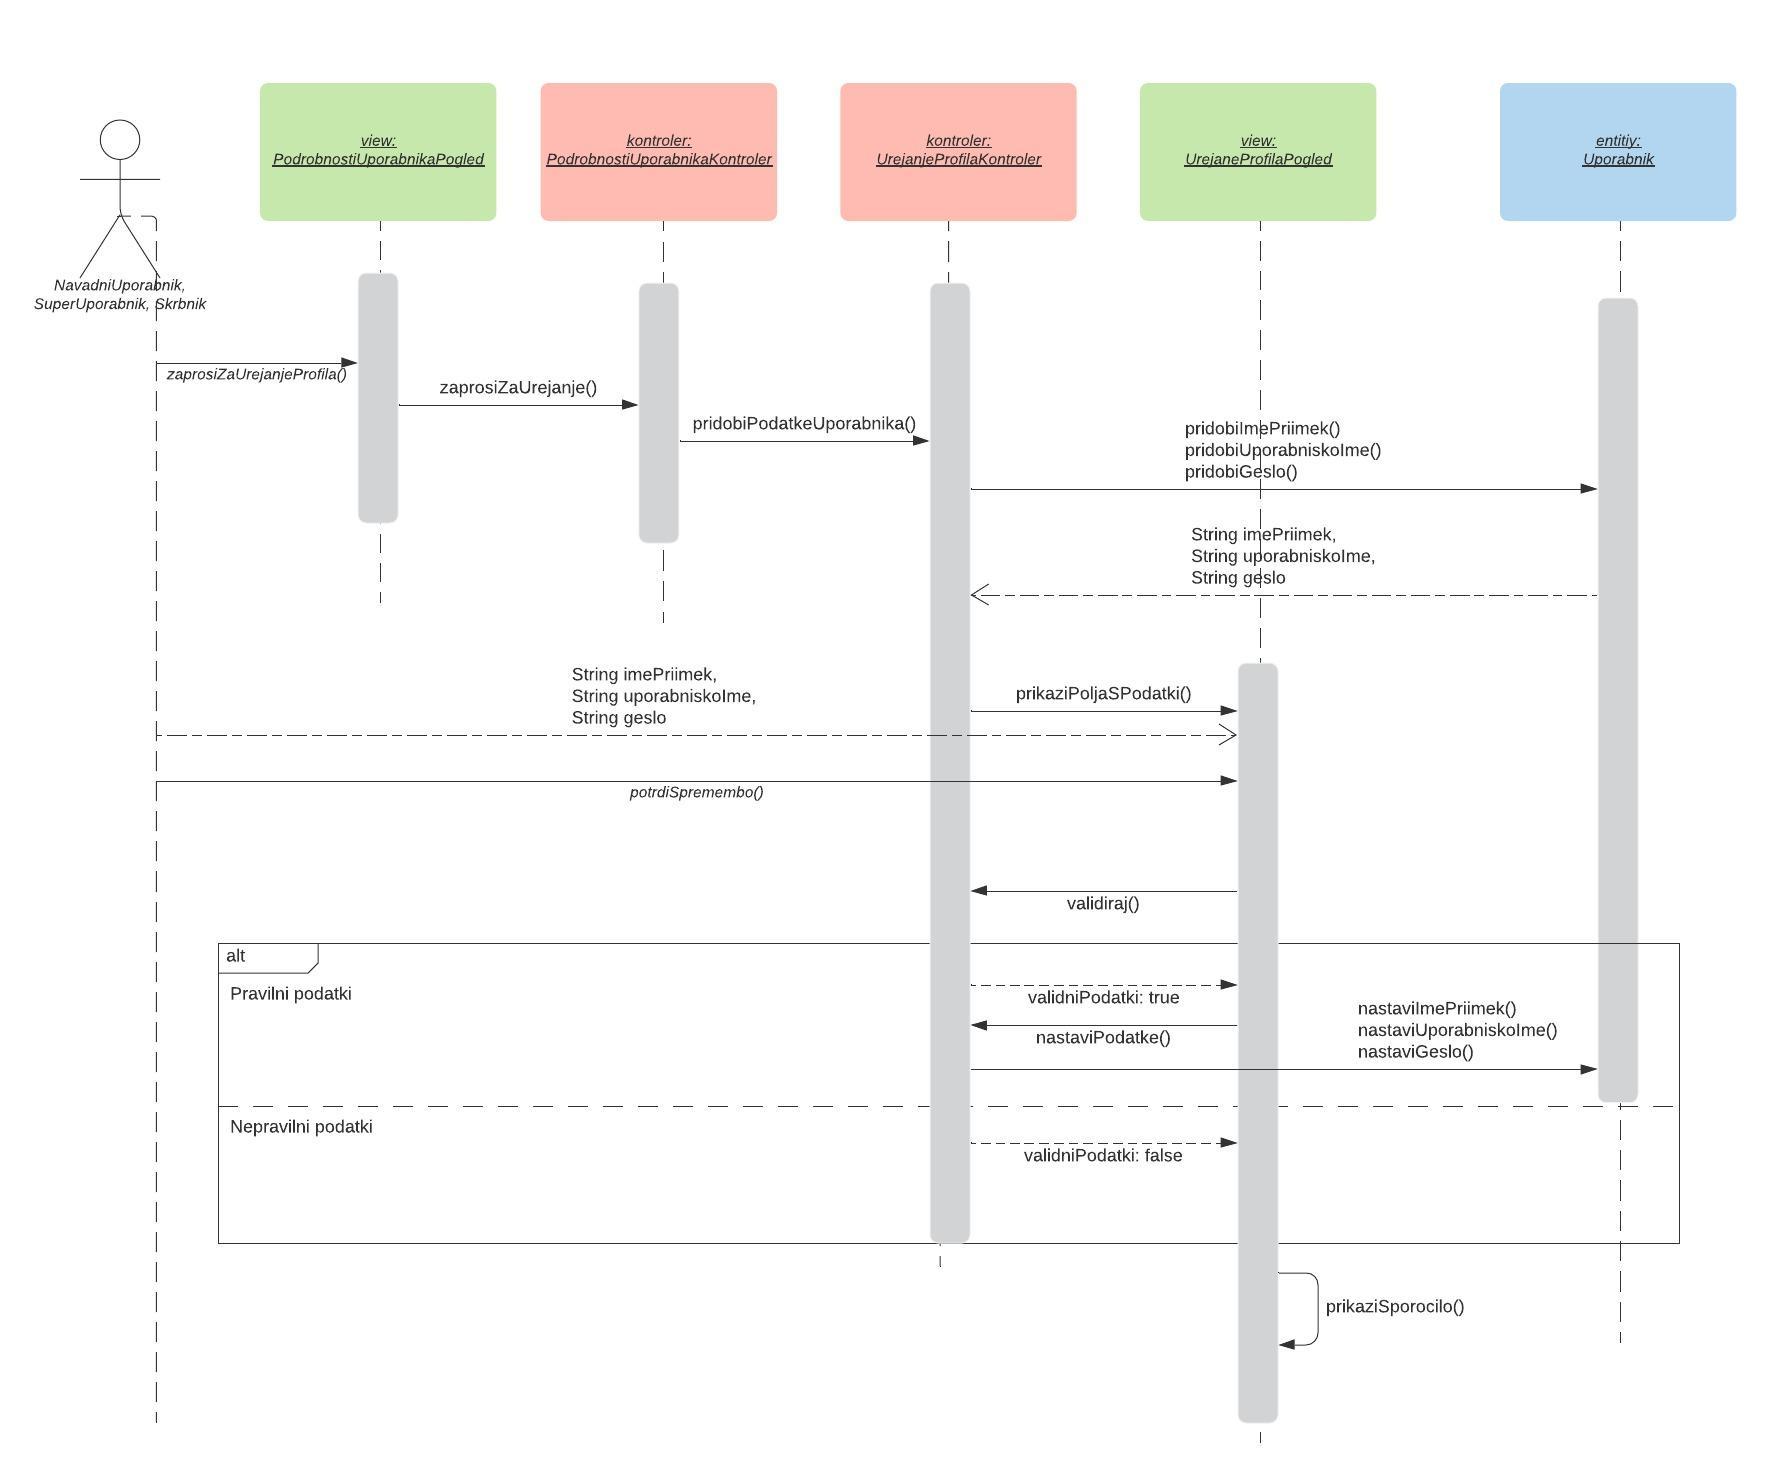 view:
PodrobnostiUporabnikaPogled
kontroler:
PodrobnostiUporabnikaKontroler
kontroler:
UrejanjeProfilaKontroler
view:
UrejaneProfilaPogled
entitiy:
Uporabnik
NavadniUporabnik,
SuperUporabnik, Skrbnik
zaprosiZaUrejanjeProfila()
zaprosiZaUrejanje()
pridobiPodatkeUporabnika()
pridobiImePriimek()
pridobiUporabniskoIme()
pridobiGeslo()
String imePriimek,
String uporabniskoIme,
String geslo
String imePriimek,
String uporabniskoIme,
String geslo
prikaziPoljaSPodatki()
potrdiSpremembo()
validiraj()
alt
Pravilni podatki
validniPodatki: true
nastaviPodatke()
nastaviImePriimek()
nastaviUporabniskoIme()
nastaviGeslo()
Nepravilni podatki
validniPodatki: false
prikaziSporocilo()